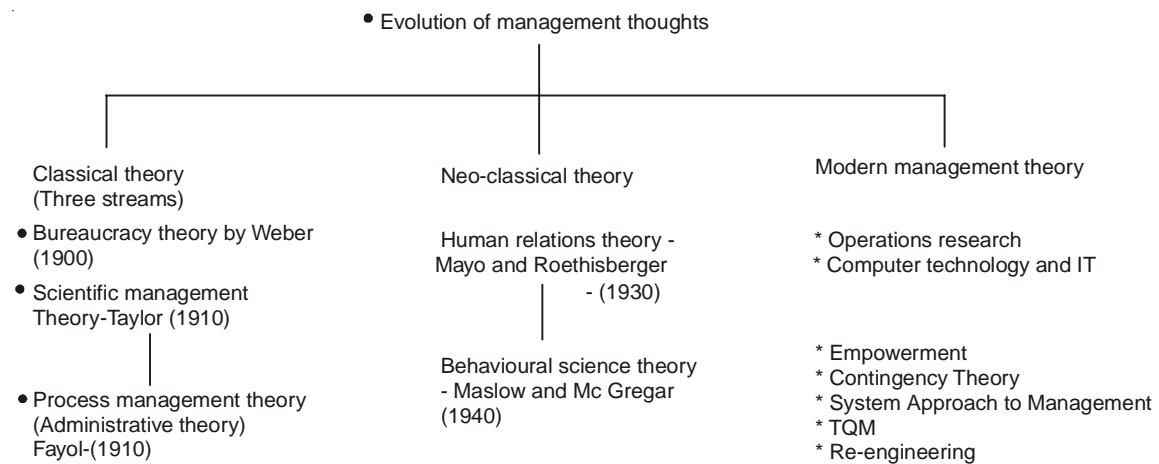 • Evolution of management thoughts
Classical theory
(Three streams)
• Bureaucracy theory by Weber
(1900)
• Scientific management
Theory-Taylor (1910)
• Process management theory
(Administrative theory)
Fayol-(1910)
Neo-classical theory
Human relations theory -
Mayo and Roethisberger
- (1930)
Behavioural science theory
- Maslow and Mc Gregar
(1940)
Modern management theory
* Operations research
* Computer technology and IT
* Empowerment
* Contingency Theory
* System Approach to Management
* TQM
* Re-engineering